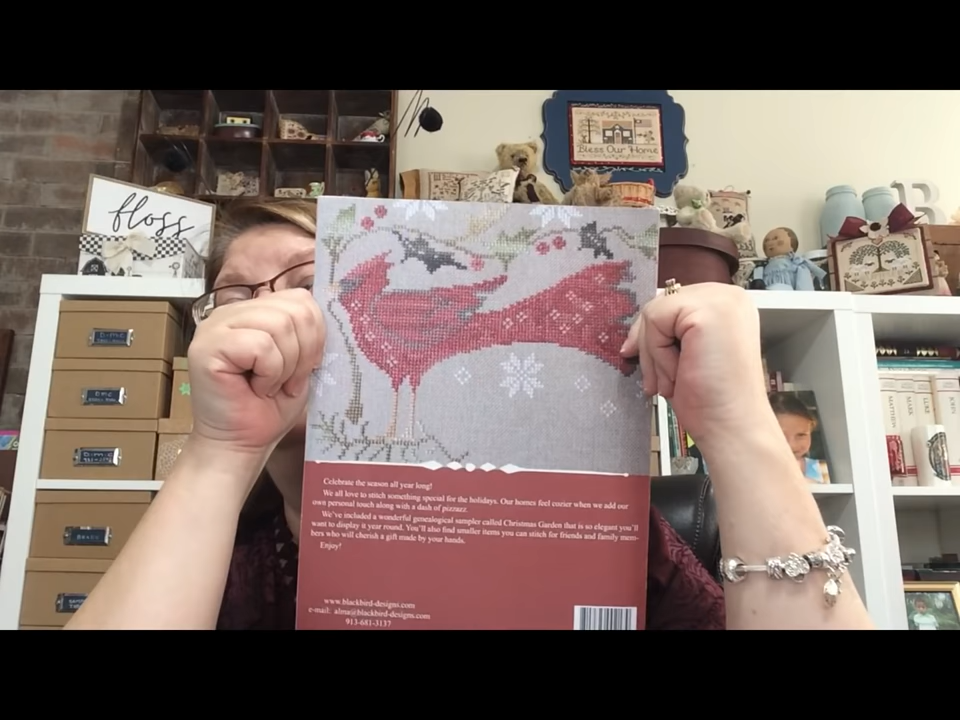 Bless Our Home
floss
B
D·m·c
D·m·c
D·m·c
MATTHEW
LUKE
JOHN
Celebrate the season all year long!
We all love to stitch something special for the holidays. Our homes feel cozier when we add our
own personal touch along with a dash of pizzazz.
We've included a wonderful genealogical sampler called Christmas Garden that is so elegant you'll
want to display it year round. You'll also find smaller items you can stitch for friends and family mem-
bers who will cherish a gift made by your hands.
Enjoy!
www.blackbird-designs.com
e-mail: alma@blackbird-designs.com
913-681-3137